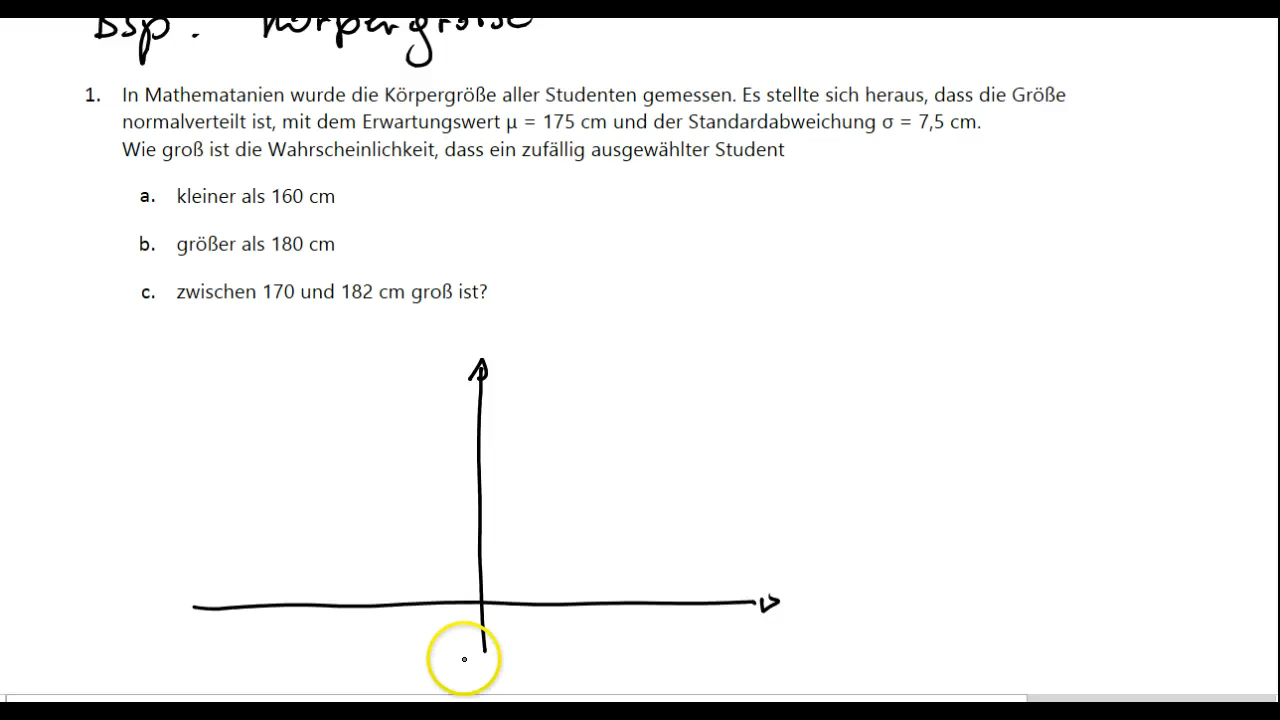 Bsp. Körpergröße
1. In Mathematanien wurde die Körpergröße aller Studenten gemessen. Es stellte sich heraus, dass die Größe
normalverteilt ist, mit dem Erwartungswert μ = 175 cm und der Standardabweichung σ = 7,5 cm.
Wie groß ist die Wahrscheinlichkeit, dass ein zufällig ausgewählter Student
a. kleiner als 160 cm
b. größer als 180 cm
c. zwischen 170 und 182 cm groß ist?